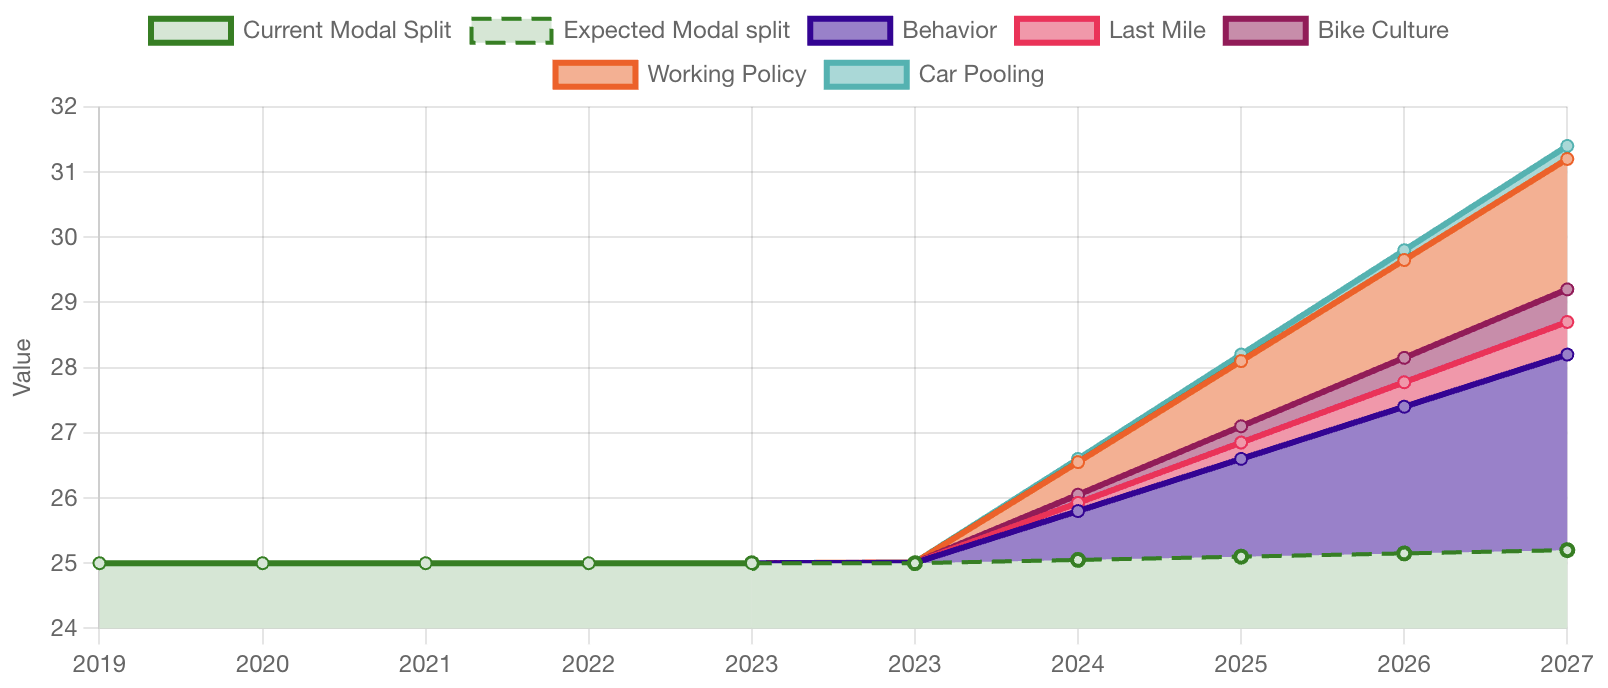 Current Modal Split Expected Modal split Behavior Last Mile Bike Culture
Working Policy Car Pooling
32
31
30
29
28
27
26
25
24
Value
2019 2020 2021 2022 2023 2023 2024 2025 2026 2027